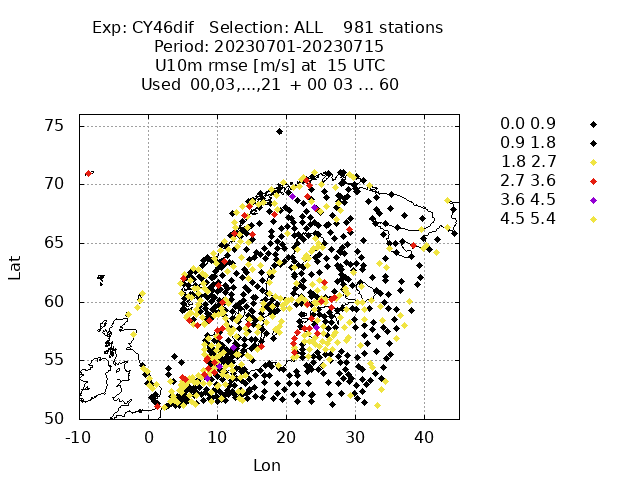 Exp: CY46dif Selection: ALL 981 stations
Period: 20230701-20230715
U10m rmse [m/s] at 15 UTC
Used 00,03,...,21 + 00 03 ... 60
0.0 0.9
0.9 1.8
1.8 2.7
2.7 3.6
3.6 4.5
4.5 5.4
75
70
65
60
55
50
Lat
-10 0 10 20 30 40
Lon